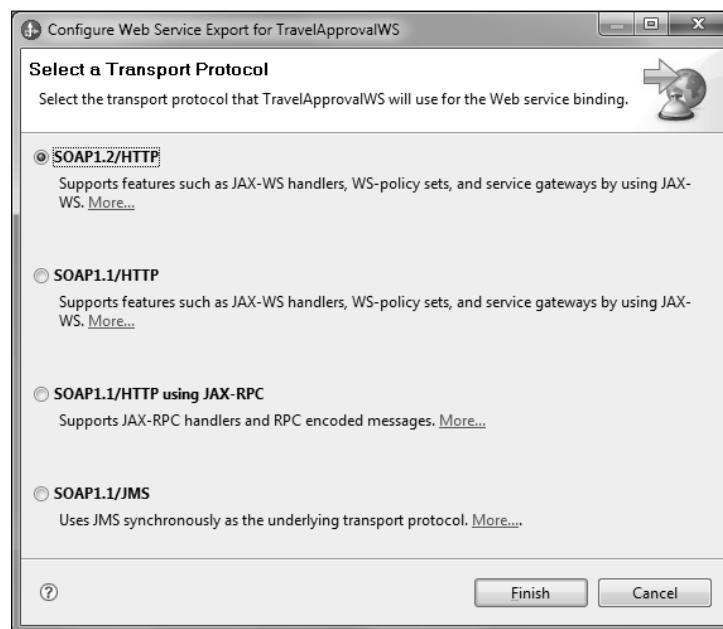 Configure Web Service Export for TravelApprovalWS
Select a Transport Protocol
Select the transport protocol that TravelApprovalWS will use for the Web service binding.
SOAP1.2/HTTP
Supports features such as JAX-WS handlers, WS-policy sets, and service gateways by using JAX-
WS. More...
SOAP1.1/HTTP
Supports features such as JAX-WS handlers, WS-policy sets, and service gateways by using JAX-
WS. More...
SOAP1.1/HTTP using JAX-RPC
Supports JAX-RPC handlers and RPC encoded messages. More...
SOAP1.1/JMS
Uses JMS synchronously as the underlying transport protocol. More....
?
Finish
Cancel